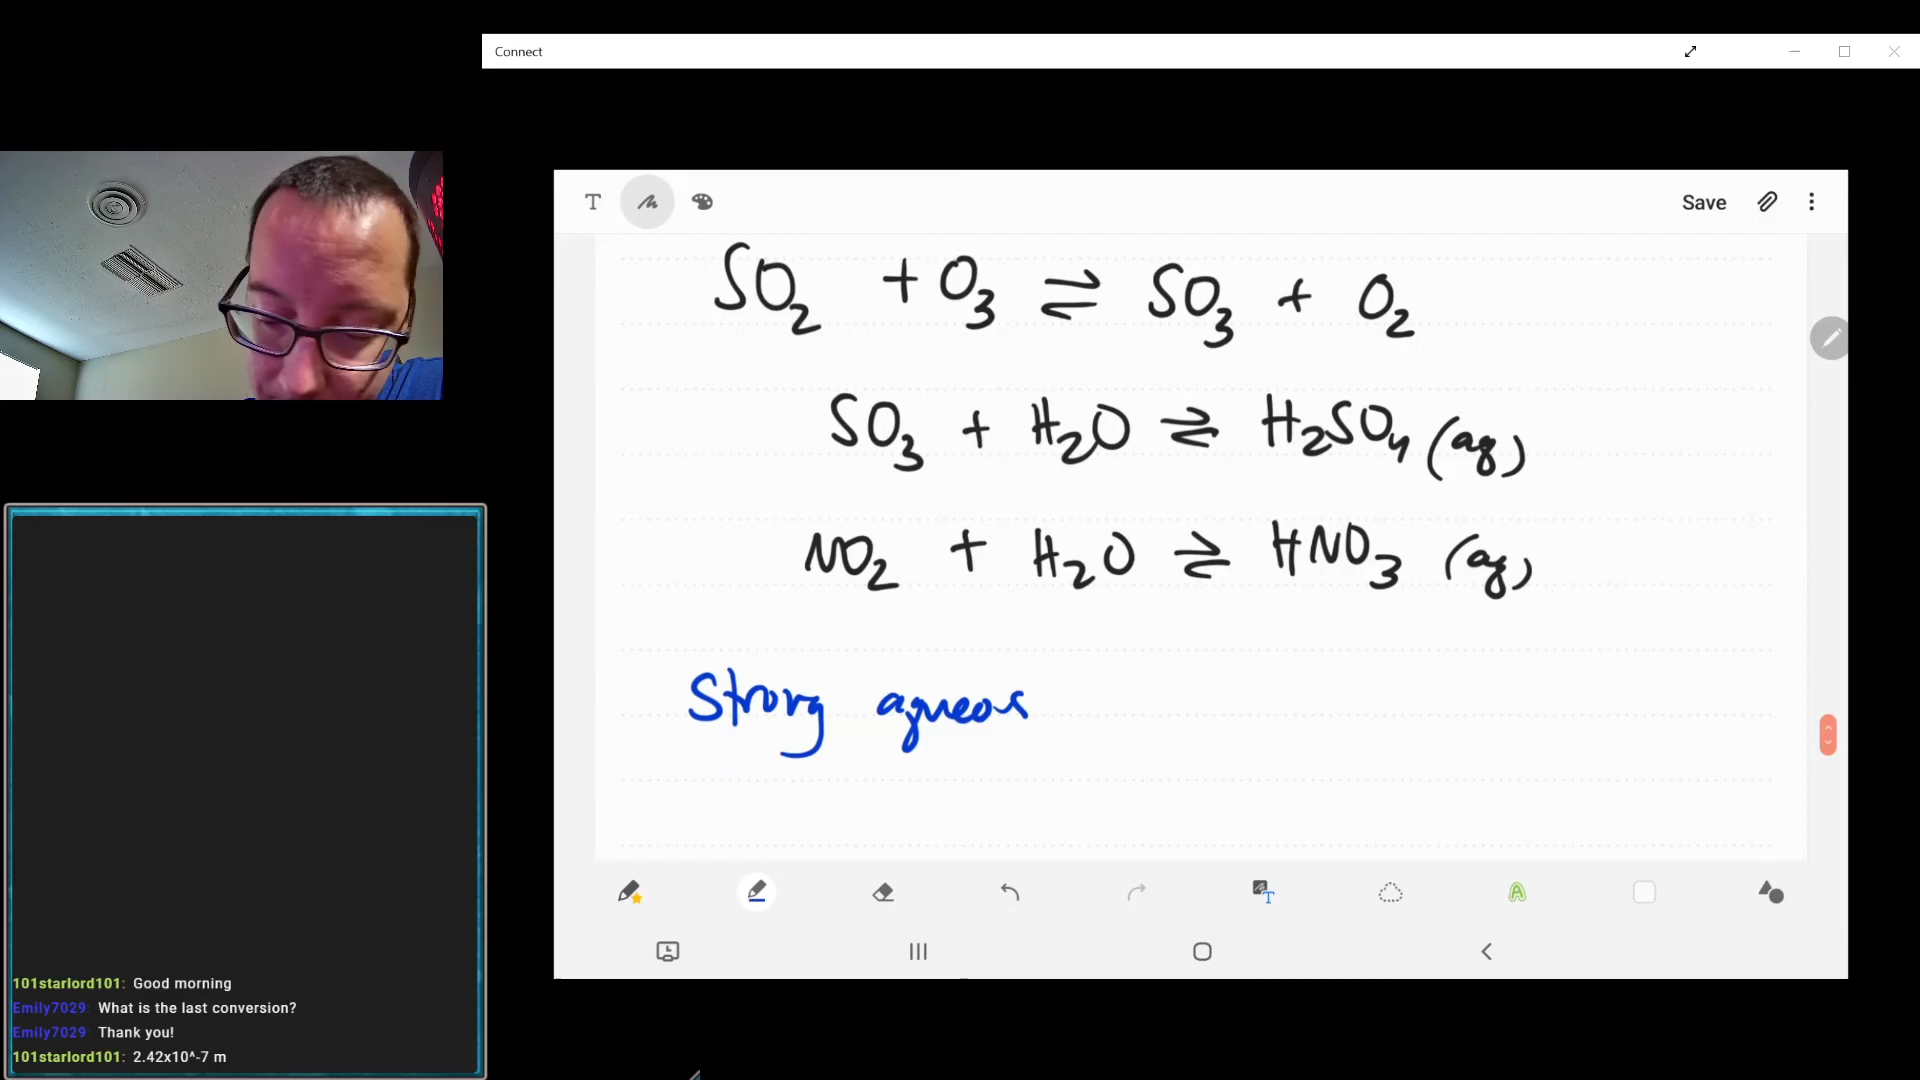 Connect
T
Save
SO₂ + O₃ ⇌ SO₃ + O₂
SO₃ + H₂O ⇌ H₂SO₄ (aq)
NO₂ + H₂O ⇌ HNO₃ (aq)
Strong aqueous
101starlord101: Good morning
Emily7029: What is the last conversion?
Emily7029: Thank you!
101starlord101: 2.42x10^-7 m